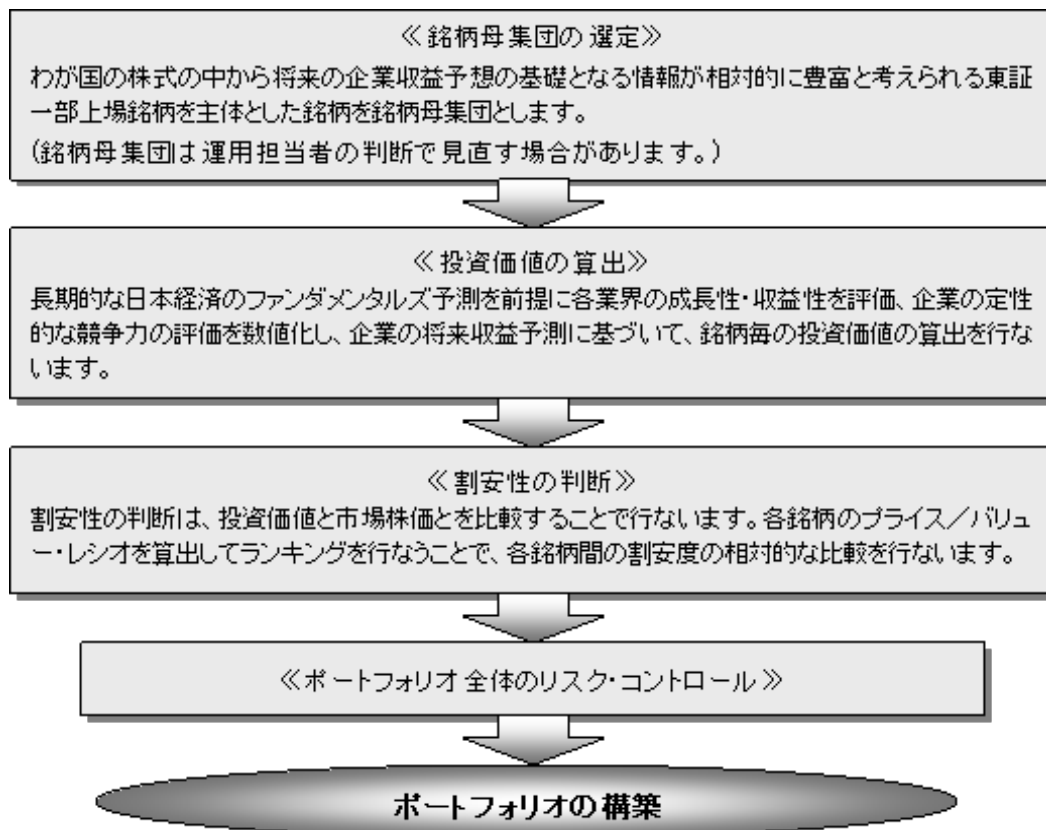 ≪銘柄母集団の選定≫
わが国の株式の中から将来の企業収益予想の基礎となる情報が相対的に豊富と考えられる東証
一部上場銘柄を主体とした銘柄を銘柄母集団とします。
(銘柄母集団は運用担当者の判断で見直す場合があります。)
≪投資価値の算出≫
長期的な日本経済のファンダメンタルズ予測を前提に各業界の成長性・収益性を評価、企業の定性
的な競争力の評価を数値化し、企業の将来収益予測に基づいて、銘柄毎の投資価値の算出を行な
います。
≪割安性の判断≫
割安性の判断は、投資価値と市場株価とを比較することで行ないます。各銘柄のプライス／バリュ
ー・レシオを算出してランキングを行なうことで、各銘柄間の割安度の相対的な比較を行ないます。
≪ポートフォリオ全体のリスク・コントロール≫
ポートフォリオの構築